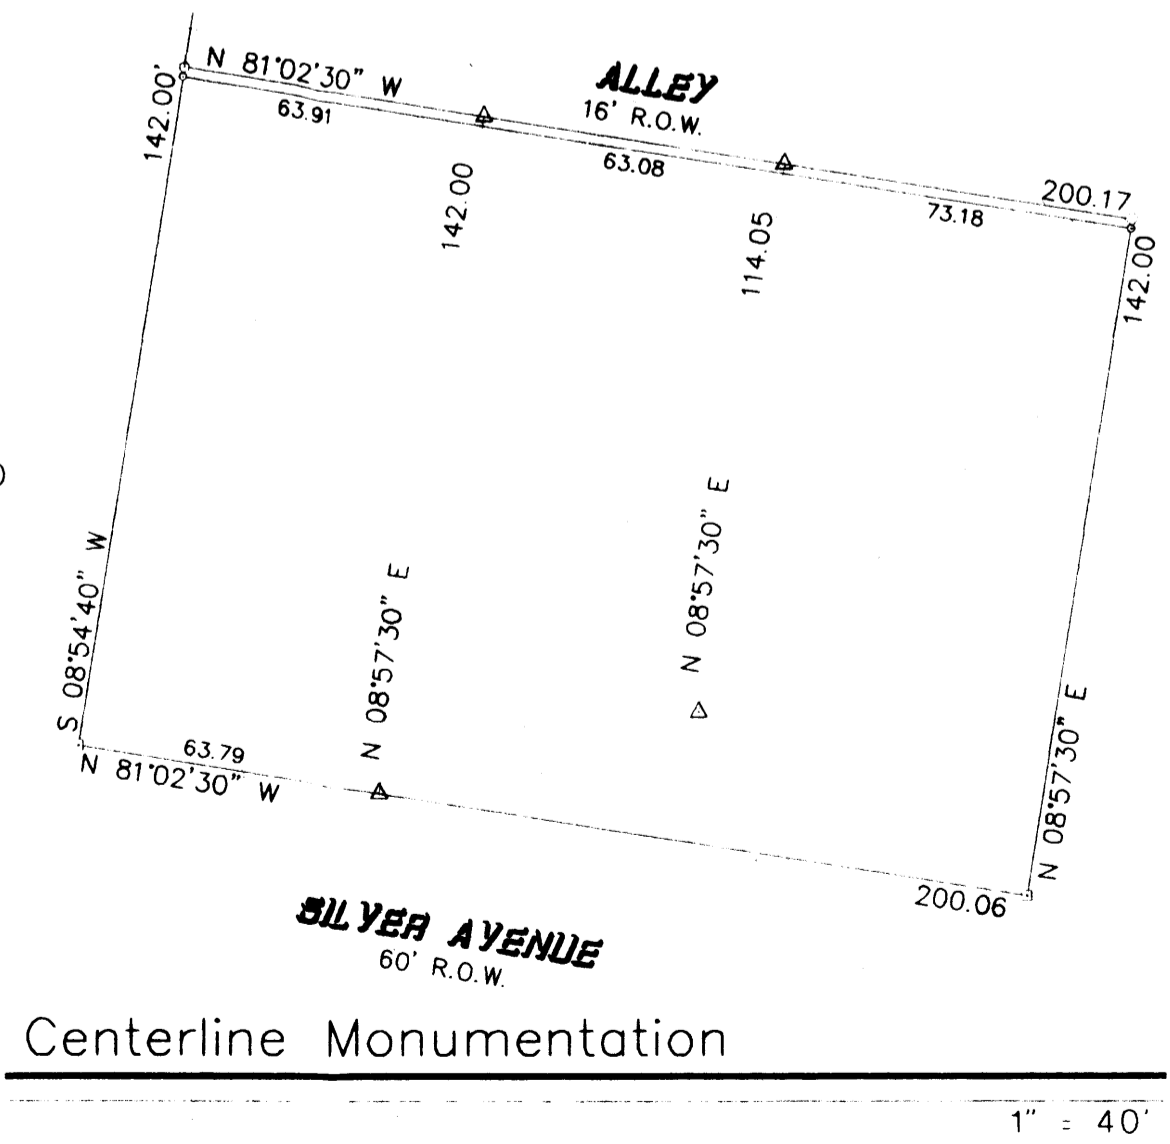 N 81°02'30" W
ALLEY
16' R.O.W.
142.00'
63.91
63.08
200.17
73.18
142.00
114.05
142.00
N 08°57'30" E
S 08°54'40" W
N 08°57'30" E
N 08°57'30" E
63.79
N 81°02'30" W
200.06
SILVER AVENUE
60' R.O.W.
Centerline Monumentation
1" = 40'